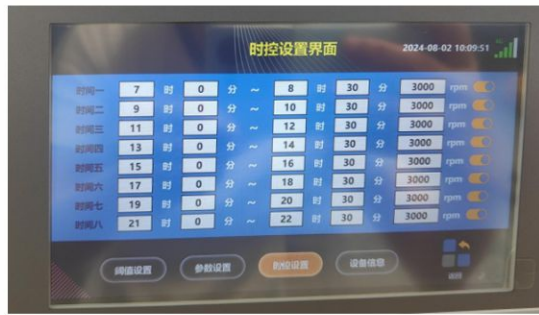 时控设置界面 2024-08-02 10:09:51
时间一 7 时 0 分 ~ 8 时 30 分 3000 rpm
时间二 9 时 0 分 ~ 10 时 30 分 3000 rpm
时间三 11 时 0 分 ~ 12 时 30 分 3000 rpm
时间四 13 时 0 分 ~ 14 时 30 分 3000 rpm
时间五 15 时 0 分 ~ 16 时 30 分 3000 rpm
时间六 17 时 0 分 ~ 18 时 30 分 3000 rpm
时间七 19 时 0 分 ~ 20 时 30 分 3000 rpm
时间八 21 时 0 分 ~ 22 时 30 分 3000 rpm
阈值设置 参数设置 时控设置 设备信息 返回